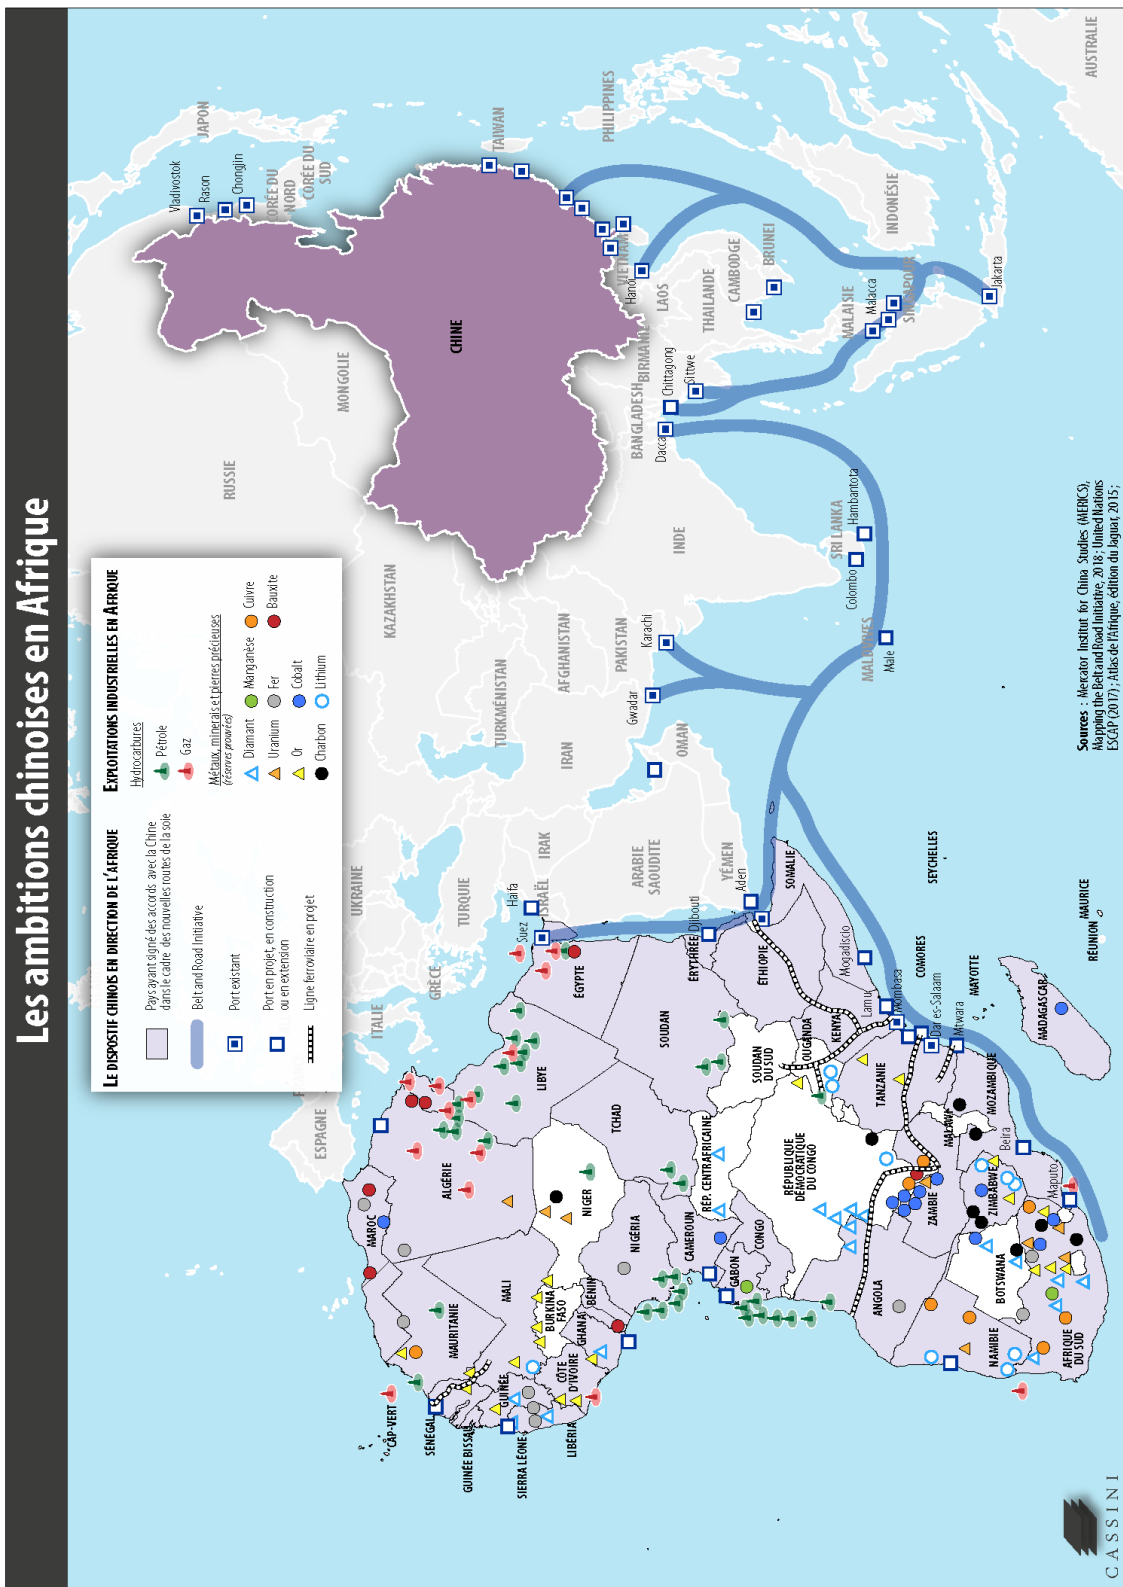 Les ambitions chinoises en Afrique
LE DISPOSTIF CHINOIS EN DIRECTION DE L'AFRIQUE
Pays ayant signé des accords avec la Chine
dans le cadre des nouvelles routes de la soie
Belt and Road Initiative
Port existant
Port en projet, en construction
ou en extension
Ligne ferroviaire en projet
EXPLOITATIONS INDUSTRIELLES EN AFRIQUE
Hydrocarbures
Pétrole
Gaz
Métaux, minerais et pierres précieuses
(réserves prouvées)
Diamant
Uranium
Or
Charbon
Manganèse
Fer
Cobalt
Lithium
Cuivre
Bauxite
RUSSIE
MONGOLIE
CHINE
KAZAKHSTAN
UKRAINE
JAPON
Vladivostok
Rason
Chongjin
CORÉE DU
NORD
CORÉE DU
SUD
TAIWAN
PHILIPPINES
AUSTRALIE
INDONÉSIE
BRUNEI
VIETNAM
Hanoï
LAOS
CAMBODGE
THAILANDE
BIRMANIE
MALAISIE
Malacca
SINGAPOUR
Jakarta
BANGLADESH
Dacca
Chittagong
Sittwe
INDE
SRI LANKA
Colombo
Hambantota
MALDIVES
Male
TURKMÉNISTAN
AFGHANISTAN
PAKISTAN
Karachi
Gwadar
IRAN
OMAN
IRAK
ARABIE
SAOUDITE
YÉMEN
Aden
ISRAËL
Haïfa
Suez
TURQUIE
GRÈCE
ITALIE
ESPAGNE
MAROC
ALGÉRIE
LIBYE
ÉGYPTE
CAP-VERT
MAURITANIE
MALI
NIGER
TCHAD
SOUDAN
ÉRYTHRÉE
Djibouti
SÉNÉGAL
GUINÉE BISSAU
GUINÉE
SIERRA LÉONE
LIBÉRIA
CÔTE
D'IVOIRE
BURKINA
FASO
GHANA
BÉNIN
NIGÉRIA
CAMEROUN
RÉP. CENTRAFRICAINE
SOUDAN
DU SUD
ÉTHIOPIE
SOMALIE
Mogadiscio
GABON
CONGO
RÉPUBLIQUE
DÉMOCRATIQUE
DU CONGO
OUGANDA
KENYA
Lamu
Mombasa
TANZANIE
Dar es-Salaam
Mtwara
COMORES
MAYOTTE
SEYCHELLES
ANGOLA
ZAMBIE
MALAWI
MOZAMBIQUE
Beira
Maputo
ZIMBABWE
BOTSWANA
NAMIBIE
AFRIQUE
DU SUD
MADAGASCAR
RÉUNION
MAURICE
Sources : Mercator Institut for China Studies (MERICS),
Mapping the Belt and Road Initiative, 2018 ; United Nations
ESCAP (2017) ; Atlas de l'Afrique, édition du Jaguar, 2015 ;
CASSINI